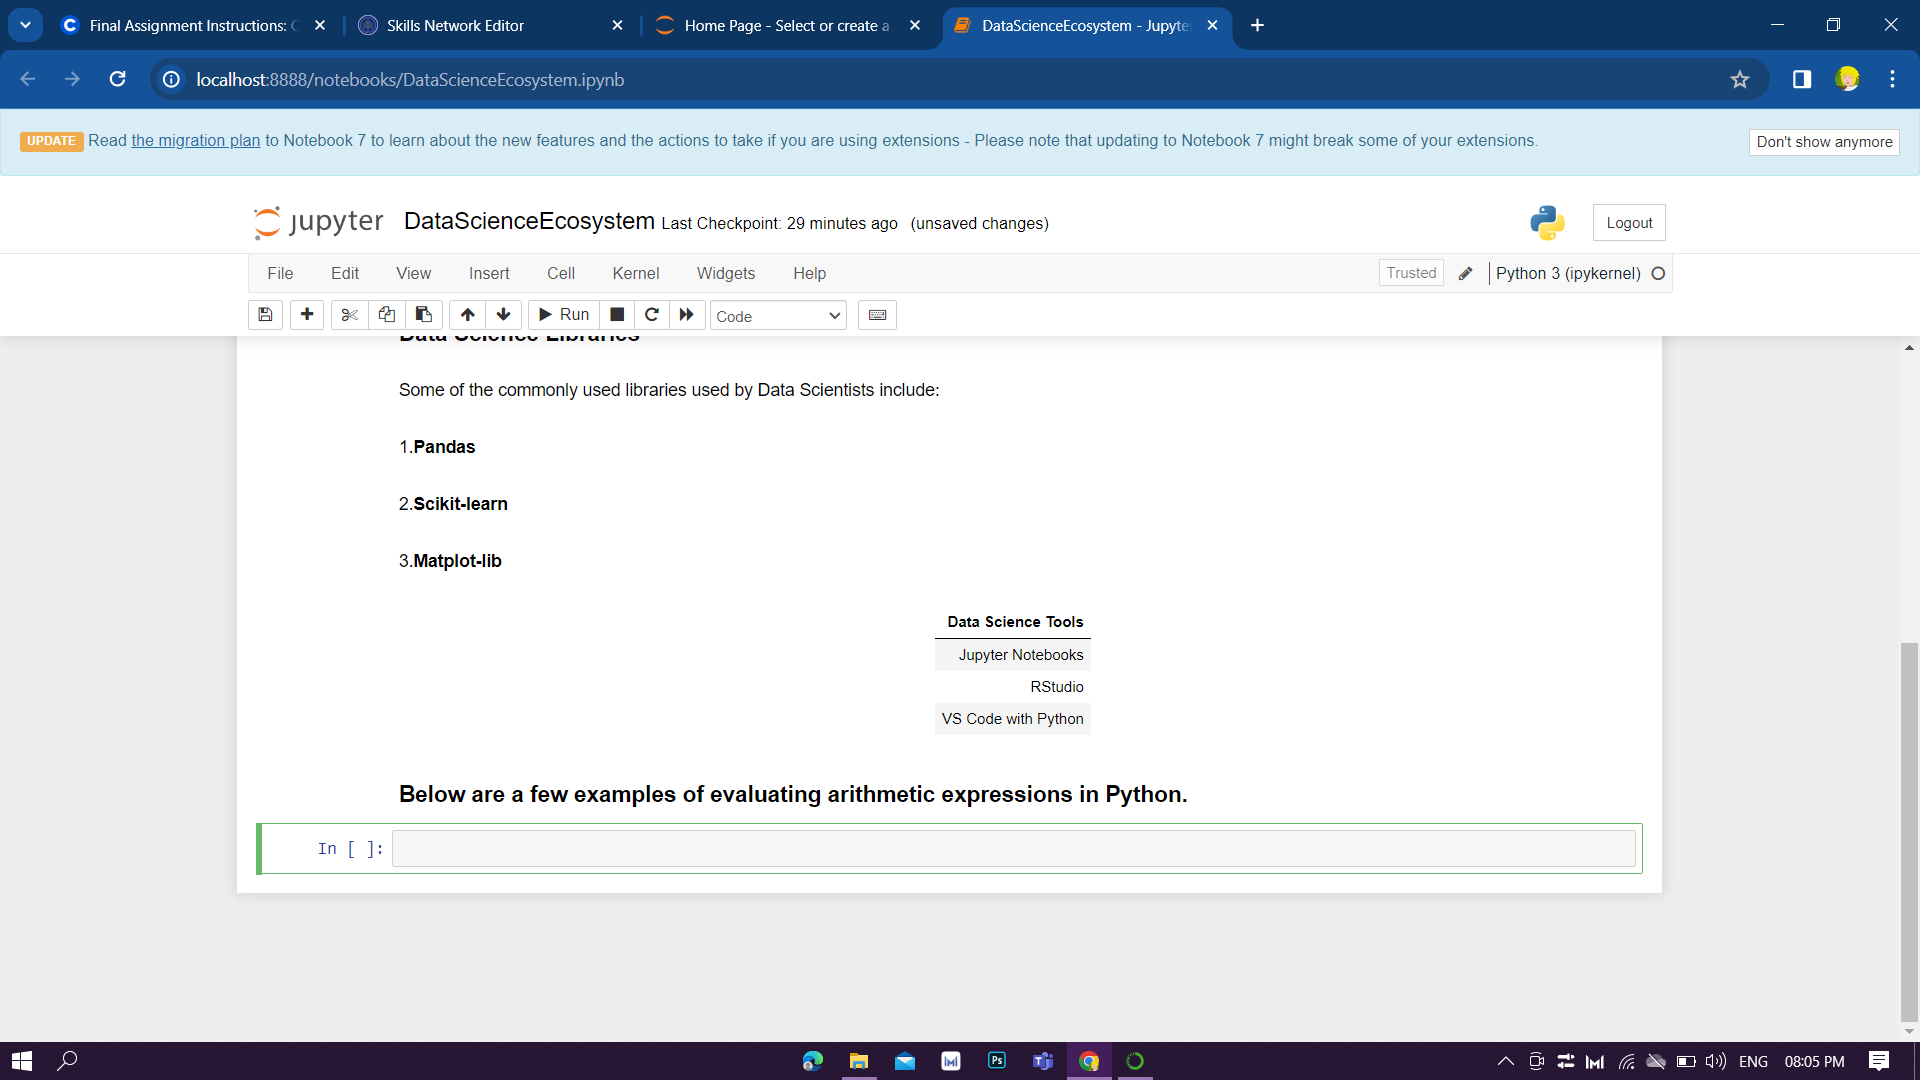 Final Assignment Instructions: C
Skills Network Editor
Home Page - Select or create a
DataScienceEcosystem - Jupyte
localhost:8888/notebooks/DataScienceEcosystem.ipynb
UPDATE Read the migration plan to Notebook 7 to learn about the new features and the actions to take if you are using extensions - Please note that updating to Notebook 7 might break some of your extensions.
Don't show anymore
jupyter DataScienceEcosystem Last Checkpoint: 29 minutes ago (unsaved changes)
Logout
File Edit View Insert Cell Kernel Widgets Help
Trusted Python 3 (ipykernel)
Run Code
Data Science Libraries
Some of the commonly used libraries used by Data Scientists include:
1.Pandas
2.Scikit-learn
3.Matplot-lib
Data Science Tools
Jupyter Notebooks
RStudio
VS Code with Python
Below are a few examples of evaluating arithmetic expressions in Python.
In [ ]:
Ps
ENG 08:05 PM